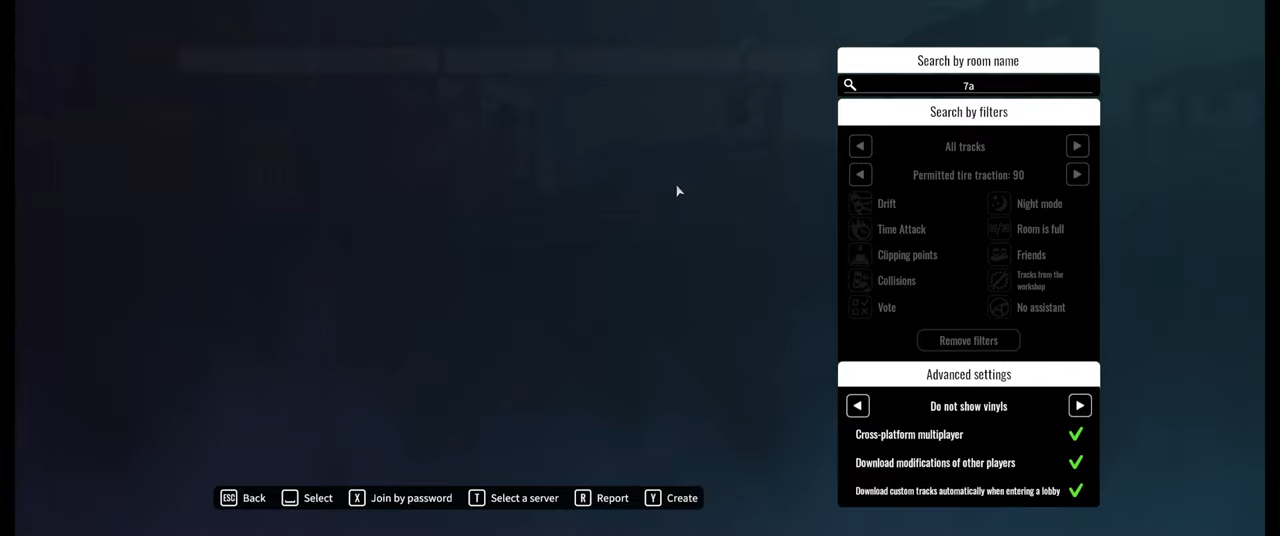 Search by room name
7a
Search by filters
All tracks
Permitted tire traction: 90
Drift
Night mode
Time Attack
Room is full
Clipping points
Friends
Collisions
Tracks from the
workshop
Vote
No assistant
Remove filters
Advanced settings
Do not show vinyls
Cross-platform multiplayer
Download modifications of other players
Download custom tracks automatically when entering a lobby
ESC Back
Select
X Join by password
T Select a server
R Report
Y Create